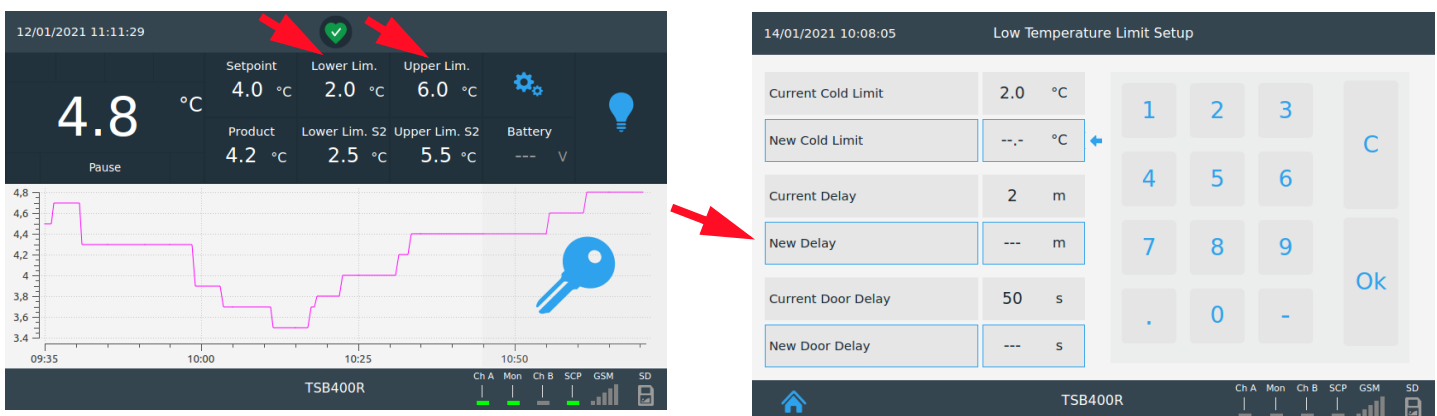 12/01/2021 11:11:29
Setpoint Lower Lim. Upper Lim.
4.0 °C 2.0 °C 6.0 °C
4.8 °C
Product Lower Lim. S2 Upper Lim. S2 Battery
4.2 °C 2.5 °C 5.5 °C --- V
Pause
4,8
4,6
4,4
4,2
4
3,8
3,6
3.4
09:35 10:00 10:25 10:50
TSB400R
Ch A Mon Ch B SCP GSM SD
14/01/2021 10:08:05 Low Temperature Limit Setup
Current Cold Limit 2.0 °C
New Cold Limit --.- °C
Current Delay 2 m
New Delay --- m
Current Door Delay 50 s
New Door Delay --- s
1 2 3
C
4 5 6
7 8 9
Ok
. 0 -
TSB400R
Ch A Mon Ch B SCP GSM SD